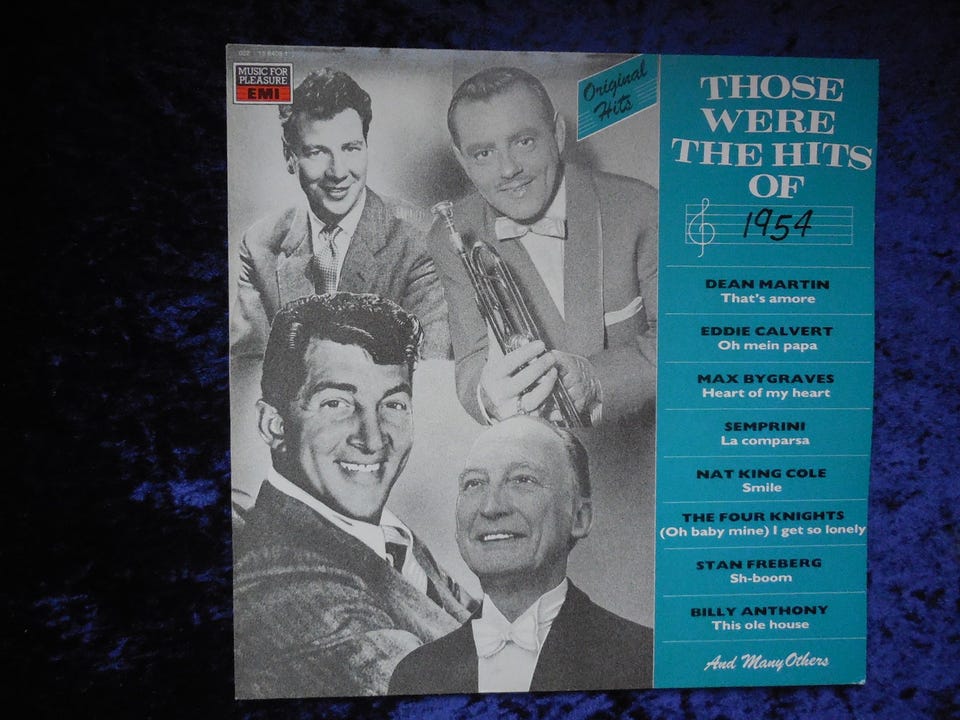 MUSIC FOR
PLEASURE
EMI
Original
Hits
THOSE
WERE
THE HITS
OF
1954
DEAN MARTIN
That's amore
EDDIE CALVERT
Oh mein papa
MAX BYGRAVES
Heart of my heart
SEMPRINI
La comparsa
NAT KING COLE
Smile
THE FOUR KNIGHTS
(Oh baby mine) I get so lonely
STAN FREBERG
Sh-boom
BILLY ANTHONY
This ole house
And Many Others